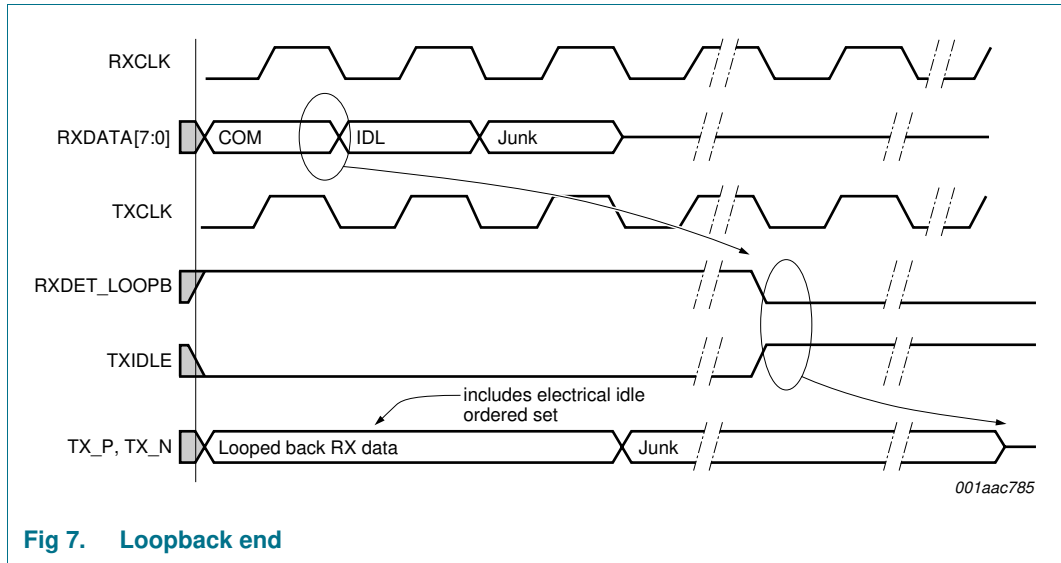 RXCLK
RXDATA[7:0]
COM
IDL
Junk
TXCLK
RXDET_LOOPB
TXIDLE
includes electrical idle
ordered set
TX_P, TX_N
Looped back RX data
Junk
001aac785
Fig 7. Loopback end